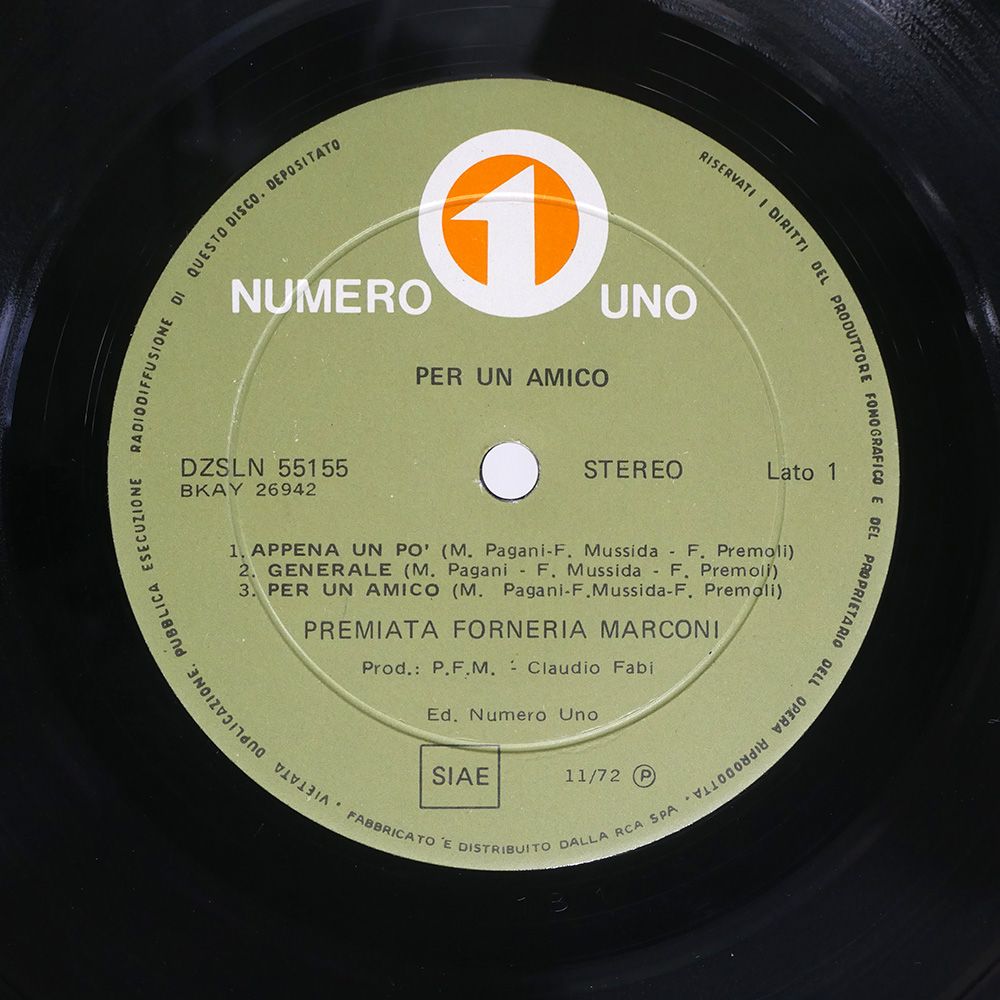 1
NUMERO UNO
PER UN AMICO
DZSLN 55155 STEREO Lato 1
BKAY 26942
1. APPENA UN PO' (M. Pagani-F. Mussida - F. Premoli)
2. GENERALE (M. Pagani - F. Mussida - F. Premoli)
3. PER UN AMICO (M. Pagani-F.Mussida-F. Premoli)
PREMIATA FORNERIA MARCONI
Prod.: P.F.M. - Claudio Fabi
Ed. Numero Uno
SIAE 11/72 Ⓟ
RISERVATI I DIRITTI DEL PRODUTTORE FONOGRAFICO E DEL PROPRIETARIO DELL OPERA RIPRODOTTA. · VIETATA DUPLICAZIONE, PUBBLICA ESECUZIONE RADIODIFFUSIONE DI QUESTO DISCO. DEPOSITATO
FABBRICATO E DISTRIBUITO DALLA RCA SPA ·